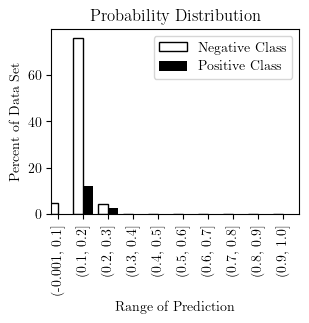 Probability Distribution
Negative Class
Positive Class
Percent of Data Set
60
40
20
0
(-0.001, 0.1]
(0.1, 0.2]
(0.2, 0.3]
(0.3, 0.4]
(0.4, 0.5]
(0.5, 0.6]
(0.6, 0.7]
(0.7, 0.8]
(0.8, 0.9]
(0.9, 1.0]
Range of Prediction